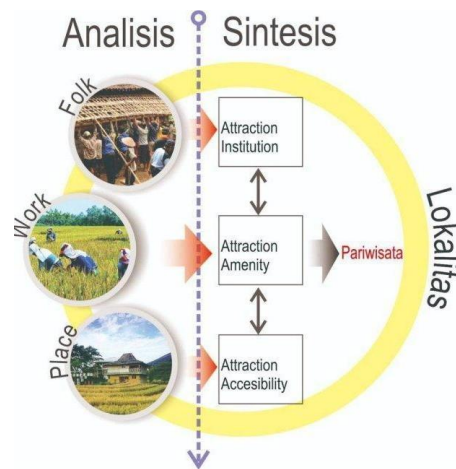 Analisis
Sintesis
Folk
Attraction
Institution
Work
Attraction
Amenity
Pariwisata
Lokalitas
Place
Attraction
Accesibility